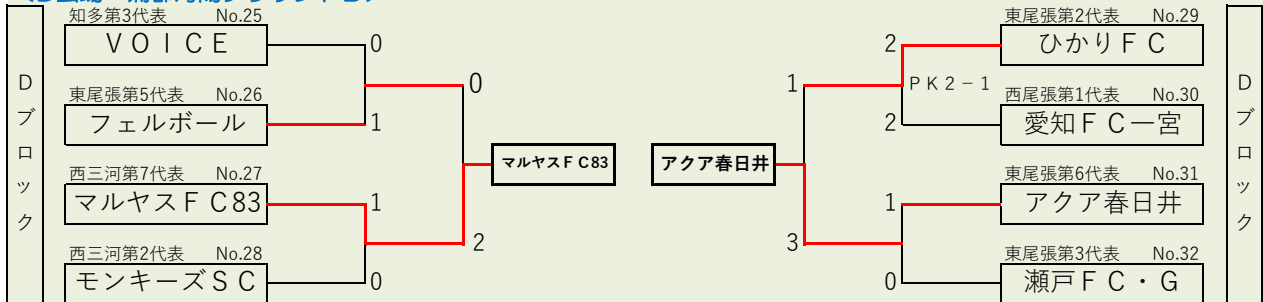 知多第3代表 No.25
VOICE
0
東尾張第5代表 No.26
フェルボール
1
0
西三河第7代表 No.27
マルヤスFC83
1
西三河第2代表 No.28
モンキーズSC
0
2
Dブロック
マルヤスFC83
アクア春日井
東尾張第2代表 No.29
ひかりFC
2
PK2-1
1
西尾張第1代表 No.30
愛知FC一宮
2
東尾張第6代表 No.31
アクア春日井
1
3
東尾張第3代表 No.32
瀬戸FC・G
0
Dブロック